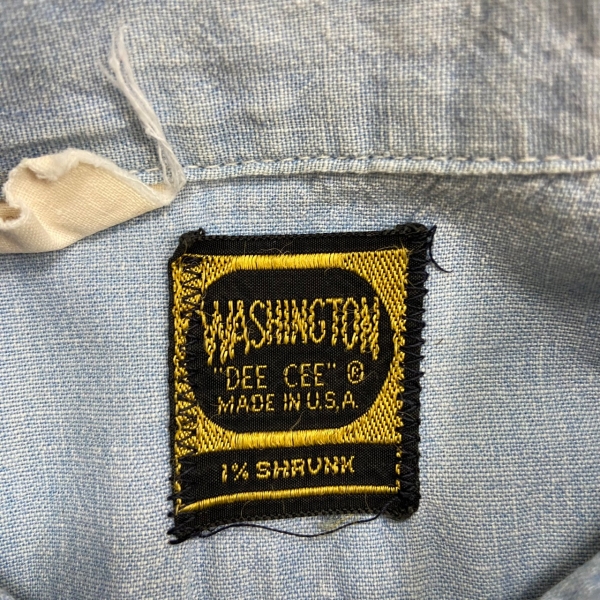 WASHINGTON
"DEE CEE" ®
MADE IN U.S.A.
1% SHRUNK